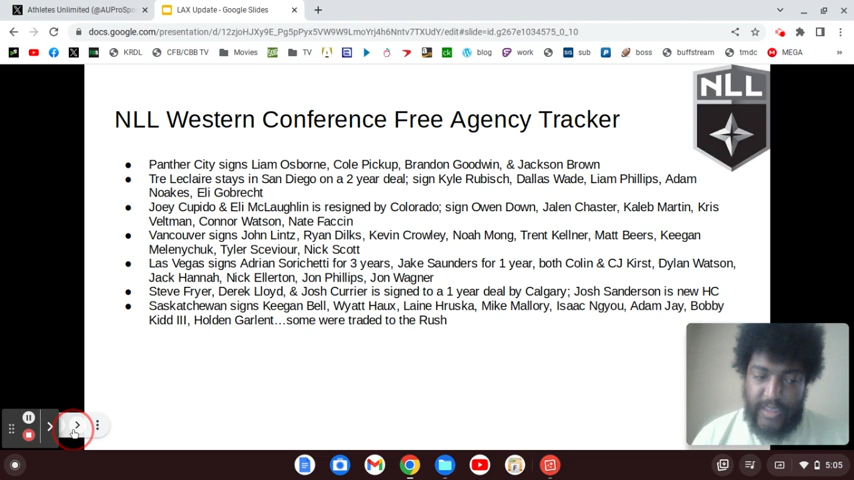 Athletes Unlimited (@AUProSpo
LAX Update - Google Slides
docs.google.com/presentation/d/12zjoHJXy9E_Pg5pPyx5VW9W9LmoYrj4h6Nntv7TXUdY/edit#slide=id.g267e1034575_0_10
KRDL
CFB/CBB TV
Movies
TV
blog
work
sub
boss
buffstream
tmdc
MEGA
NLL Western Conference Free Agency Tracker
NLL
● Panther City signs Liam Osborne, Cole Pickup, Brandon Goodwin, & Jackson Brown
● Tre Leclaire stays in San Diego on a 2 year deal; sign Kyle Rubisch, Dallas Wade, Liam Phillips, Adam
Noakes, Eli Gobrecht
● Joey Cupido & Eli McLaughlin is resigned by Colorado; sign Owen Down, Jalen Chaster, Kaleb Martin, Kris
Veltman, Connor Watson, Nate Faccin
● Vancouver signs John Lintz, Ryan Dilks, Kevin Crowley, Noah Mong, Trent Kellner, Matt Beers, Keegan
Melenychuk, Tyler Sceviour, Nick Scott
● Las Vegas signs Adrian Sorichetti for 3 years, Jake Saunders for 1 year, both Colin & CJ Kirst, Dylan Watson,
Jack Hannah, Nick Ellerton, Jon Phillips, Jon Wagner
● Steve Fryer, Derek Lloyd, & Josh Currier is signed to a 1 year deal by Calgary; Josh Sanderson is new HC
● Saskatchewan signs Keegan Bell, Wyatt Haux, Laine Hruska, Mike Mallory, Isaac Ngyou, Adam Jay, Bobby
Kidd III, Holden Garlent…some were traded to the Rush
5:05